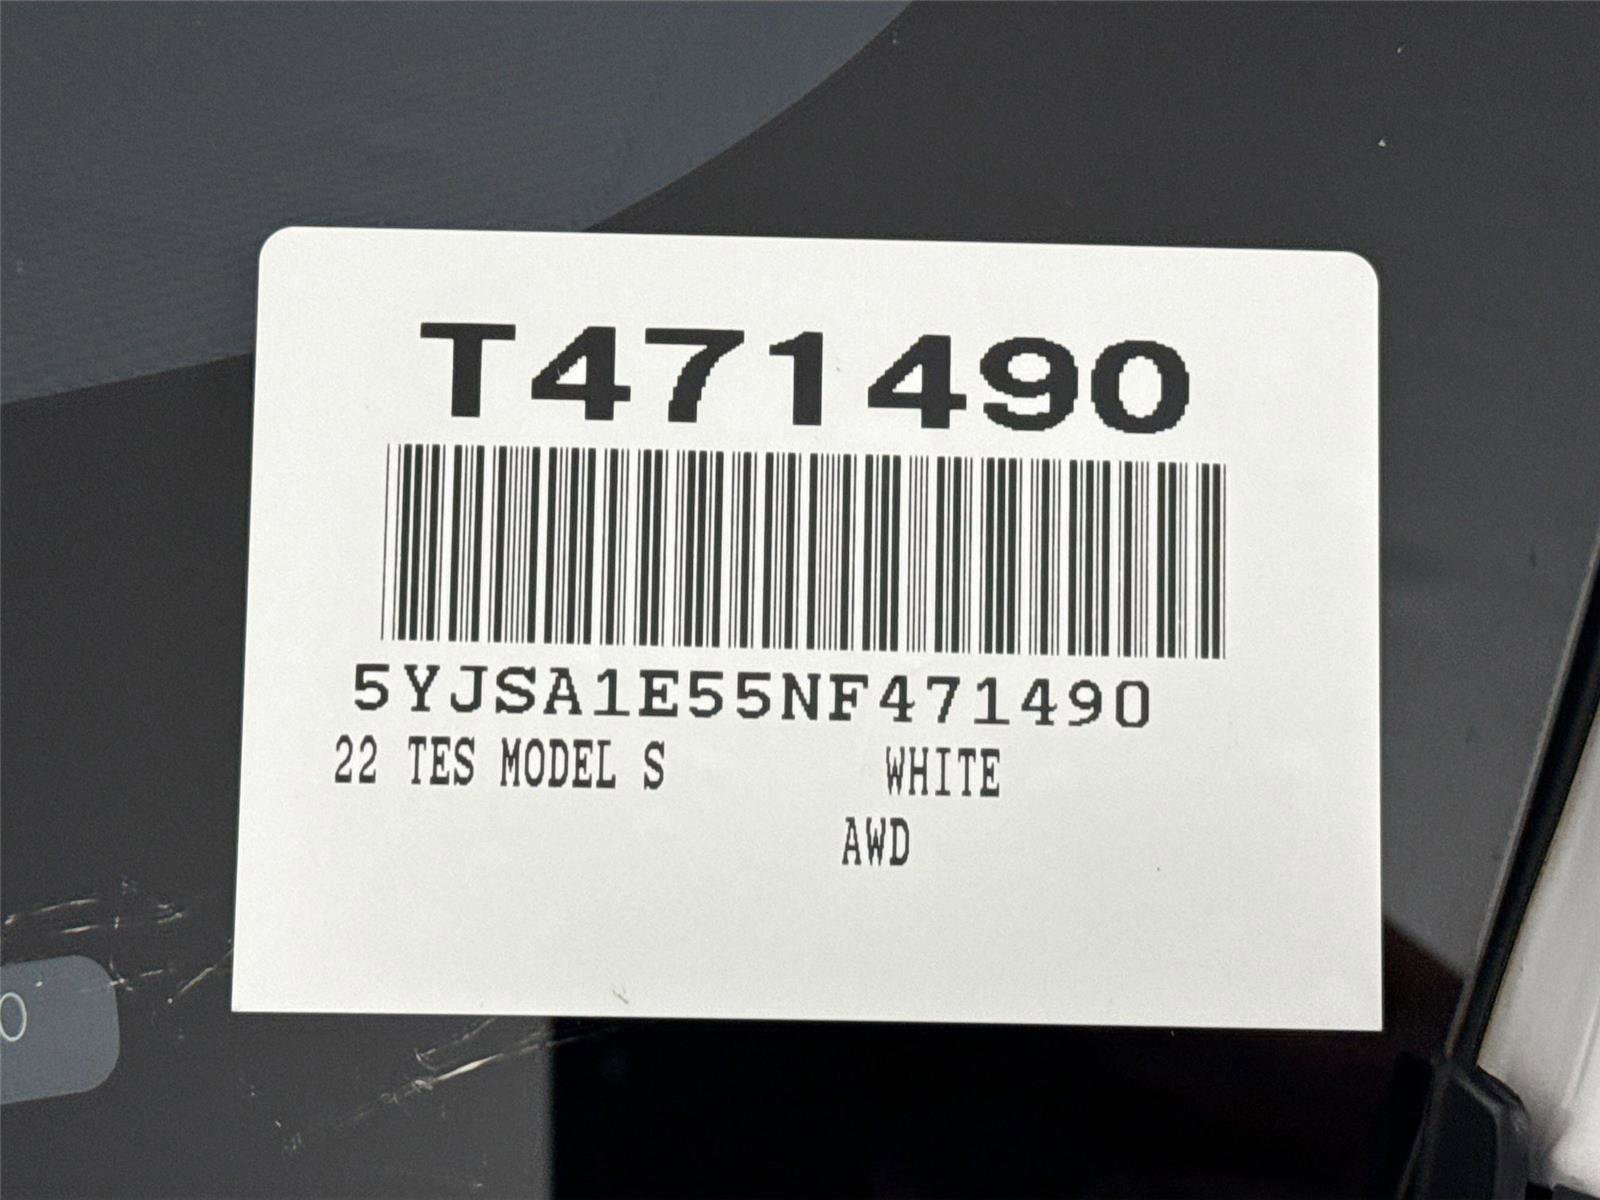 T471490
5YJSA1E55NF471490
22 TES MODEL S WHITE
AWD